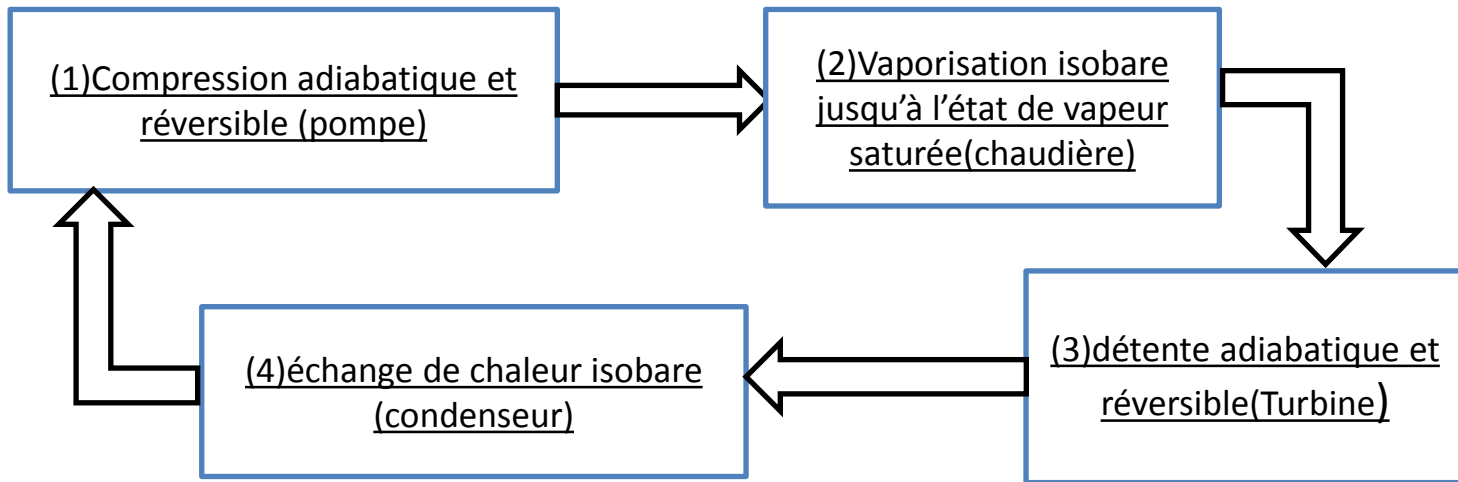 (1)Compression adiabatique et
réversible (pompe)
(2)Vaporisation isobare
jusqu’à l’état de vapeur
saturée(chaudière)
(3)détente adiabatique et
réversible(Turbine)
(4)échange de chaleur isobare
(condenseur)